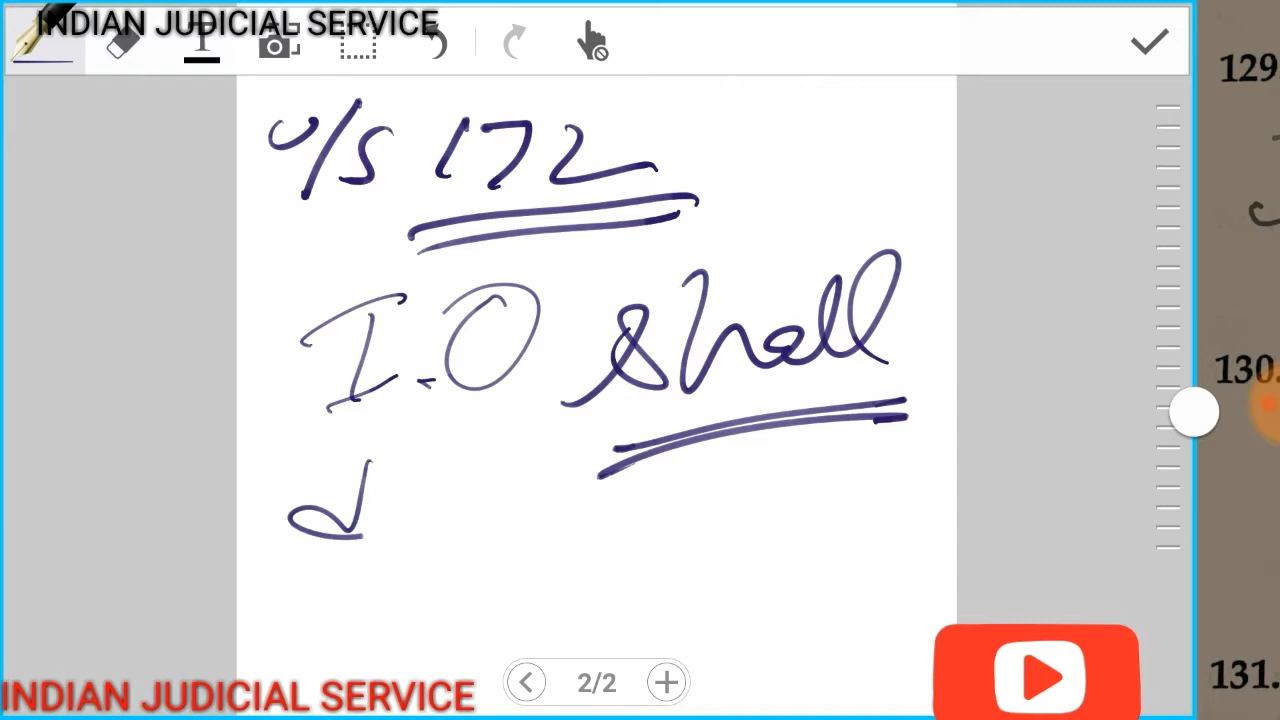 INDIAN JUDICIAL SERVICE
T
U/S 172
I.O shall
d
2/2
INDIAN JUDICIAL SERVICE
129.
130.
131.